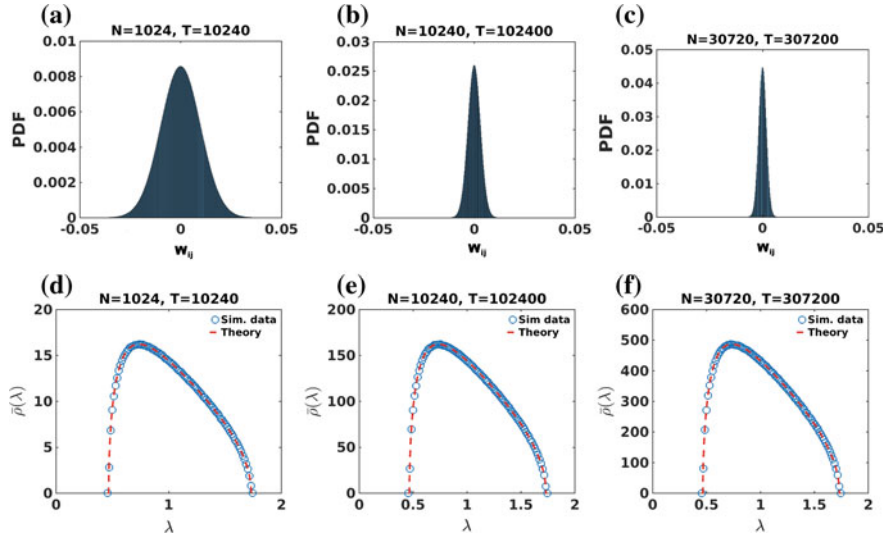 (a)
N=1024, T=10240
0.01
0.008
0.006
0.004
0.002
0
PDF
-0.05 0 0.05
w_ij
(b)
N=10240, T=102400
0.03
0.025
0.02
0.015
0.01
0.005
0
PDF
-0.05 0 0.05
w_ij
(c)
N=30720, T=307200
0.05
0.04
0.03
0.02
0.01
0
PDF
-0.05 0 0.05
w_ij
(d)
N=1024, T=10240
20
15
10
5
0
ρ̄(λ)
Sim. data
Theory
0 1 2
λ
(e)
N=10240, T=102400
200
150
100
50
0
ρ̄(λ)
Sim. data
Theory
0 0.5 1 1.5 2
λ
(f)
N=30720, T=307200
600
500
400
300
200
100
0
ρ̄(λ)
Sim. data
Theory
0 0.5 1 1.5 2
λ